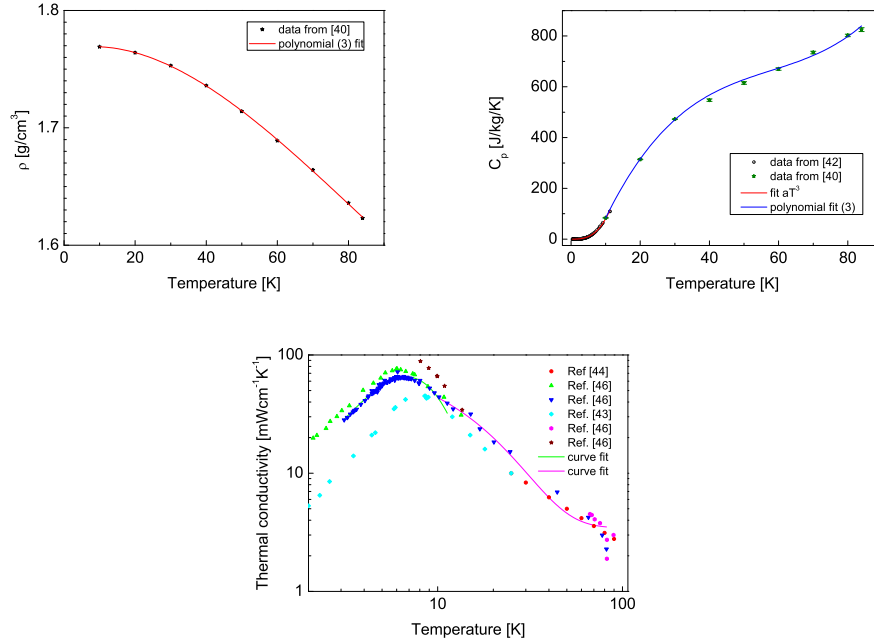 1.8
1.7
1.6
ρ [g/cm³]
data from [40]
polynomial (3) fit
0 20 40 60 80
Temperature [K]
800
600
400
200
0
Cₚ [J/kg/K]
data from [42]
data from [40]
fit aT³
polynomial fit (3)
0 20 40 60 80
Temperature [K]
100
10
1
Thermal conductivity [mWcm⁻¹K⁻¹]
Ref [44]
Ref. [46]
Ref. [46]
Ref. [43]
Ref. [46]
Ref. [46]
curve fit
curve fit
10 100
Temperature [K]